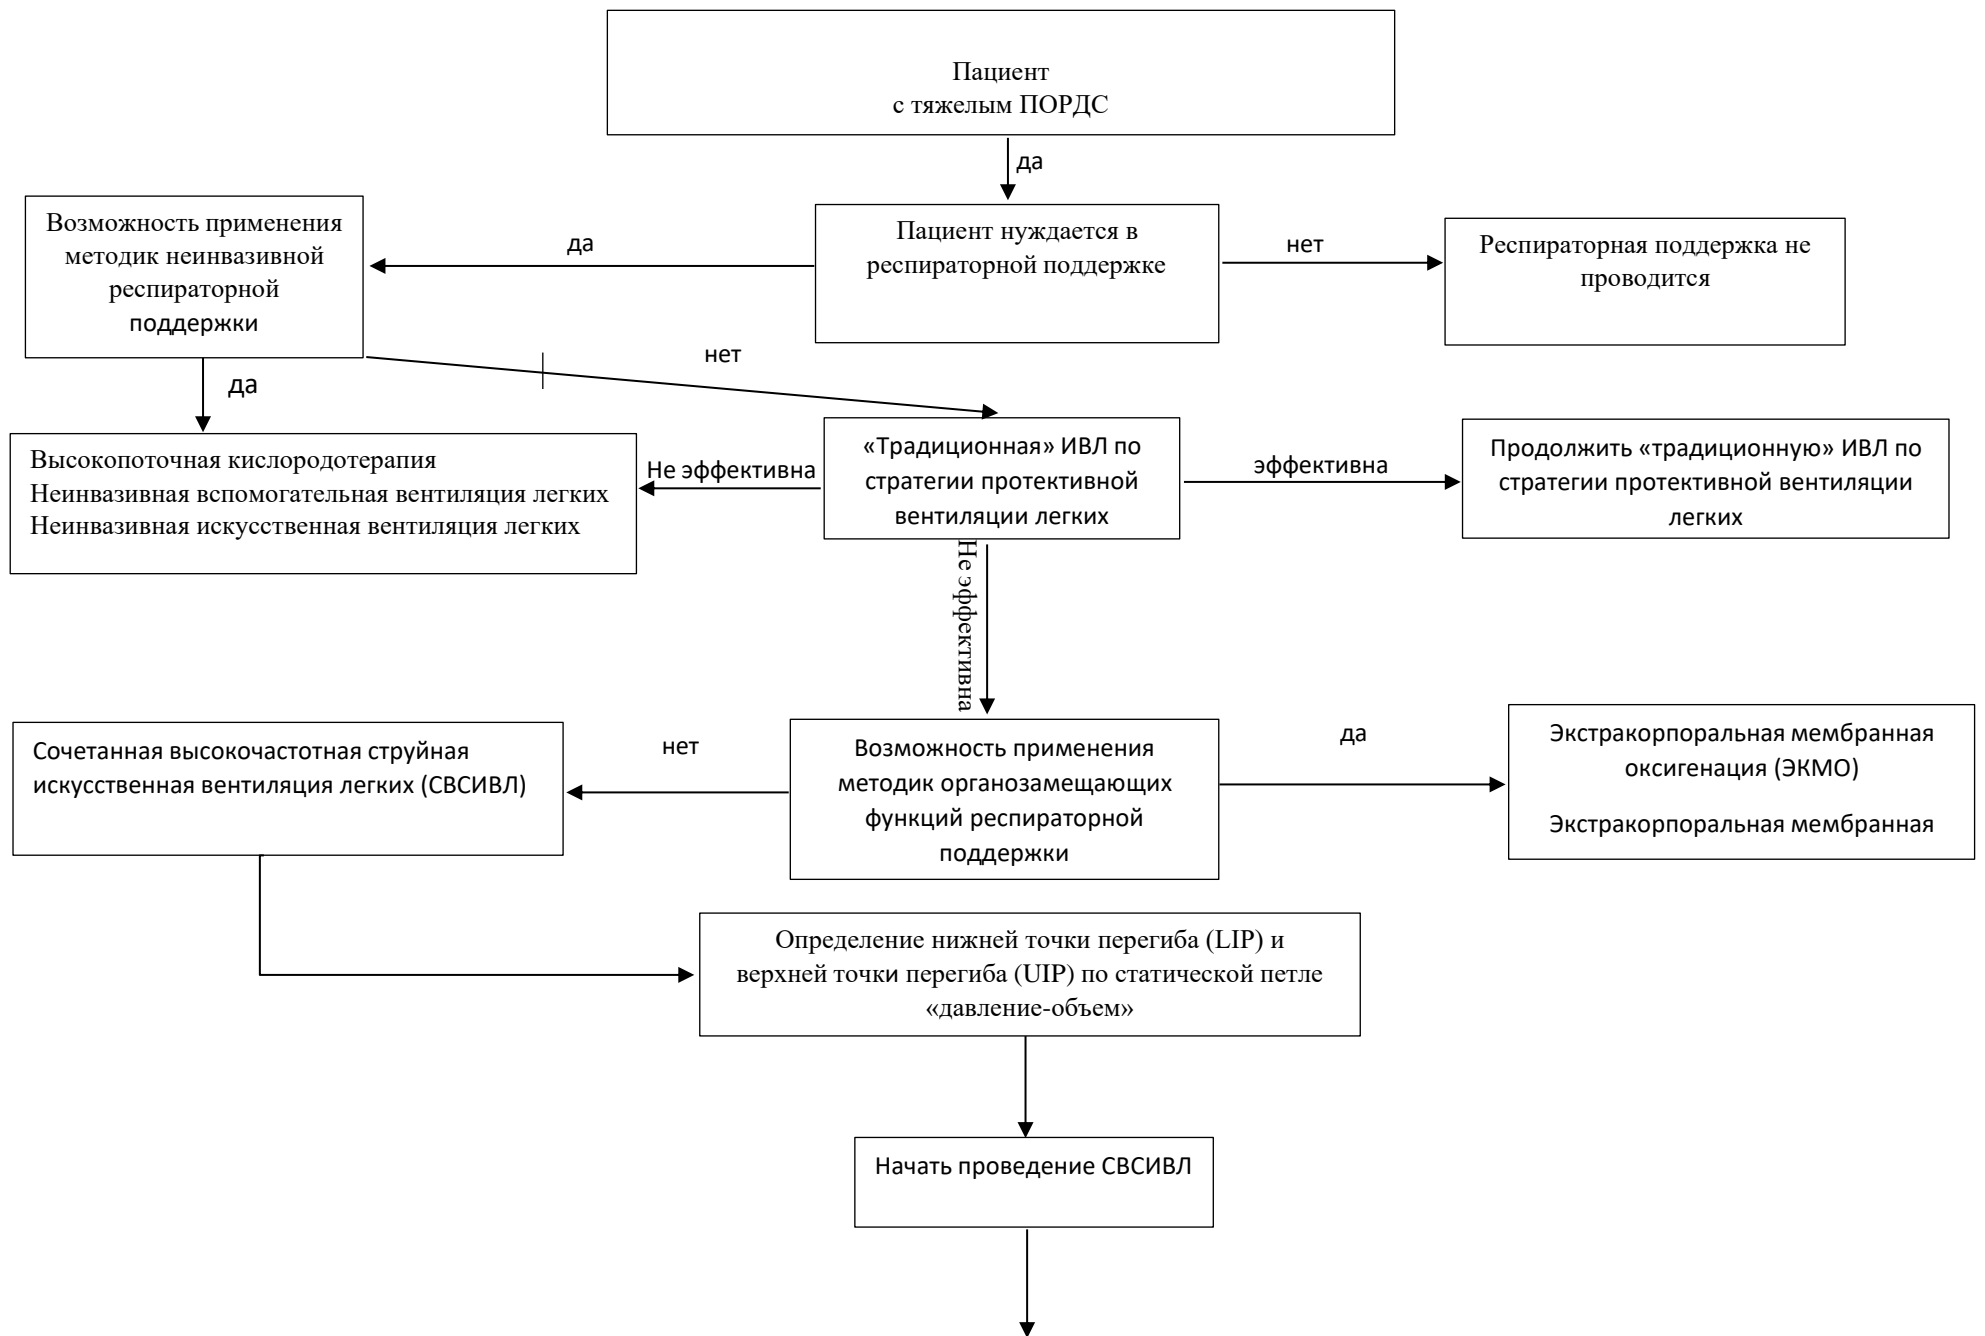 Пациент
с тяжелым ПОРДС
да
Возможность применения
методик неинвазивной
респираторной
поддержки
да
Пациент нуждается в
респираторной поддержке
нет
Респираторная поддержка не
проводится
да
нет
Высокопоточная кислородотерапия
Неинвазивная вспомогательная вентиляция легких
Неинвазивная искусственная вентиляция легких
Не эффективна
«Традиционная» ИВЛ по
стратегии протективной
вентиляции легких
эффективна
Продолжить «традиционную» ИВЛ по
стратегии протективной вентиляции
легких
Не эффективна
Сочетанная высокочастотная струйная
искусственная вентиляция легких (СВСИВЛ)
нет
Возможность применения
методик органозамещающих
функций респираторной
поддержки
да
Экстракорпоральная мембранная
оксигенация (ЭКМО)
Экстракорпоральная мембранная
Определение нижней точки перегиба (LIP) и
верхней точки перегиба (UIP) по статической петле
«давление-объем»
Начать проведение СВСИВЛ